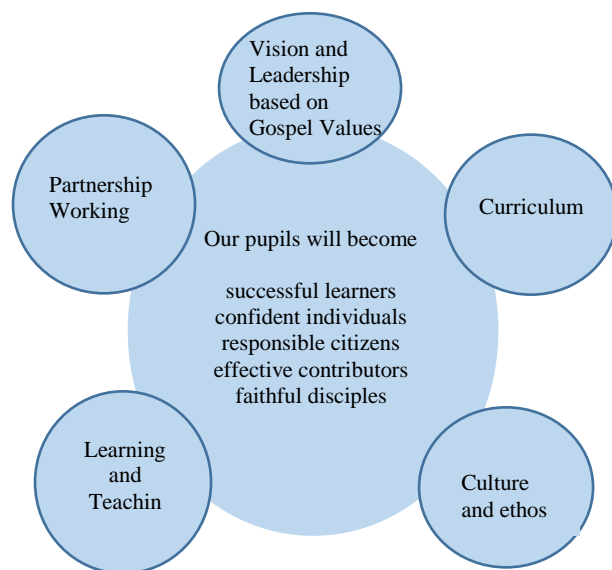 Vision and
Leadership
based on
Gospel Values
Partnership
Working
Curriculum
Our pupils will become
successful learners
confident individuals
responsible citizens
effective contributors
faithful disciples
Learning
and
Teachin
Culture
and ethos